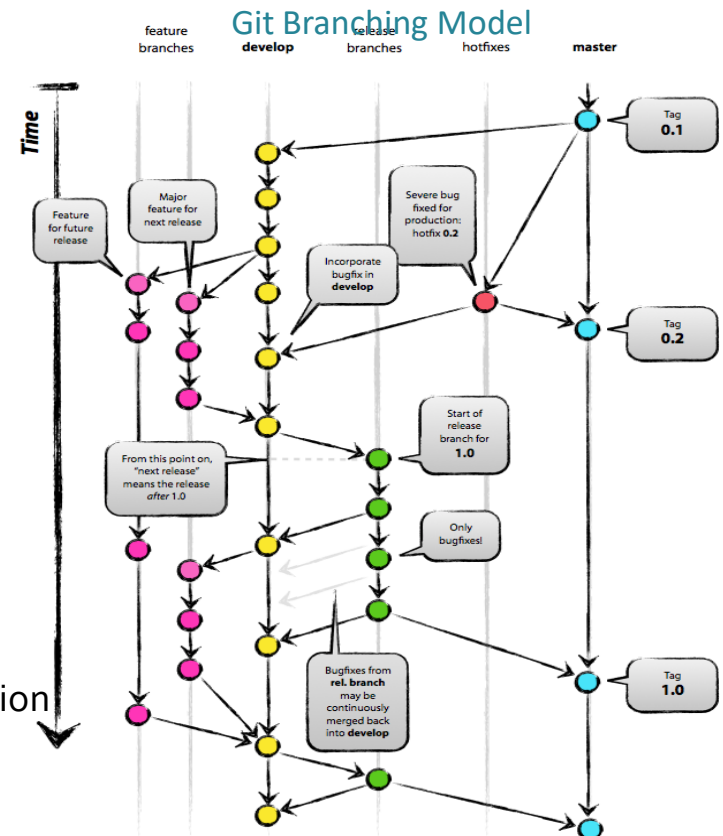 Git Branching Model
feature
branches
develop
release
branches
hotfixes
master
Time
Tag
0.1
Feature
for future
release
Major
feature for
next release
Severe bug
fixed for
production:
hotfix 0.2
Incorporate
bugfix in
develop
Tag
0.2
Start of
release
branch for
1.0
From this point on,
"next release"
means the release
after 1.0
Only
bugfixes!
Bugfixes from
rel. branch
may be
continuously
merged back
into develop
Tag
1.0
ion